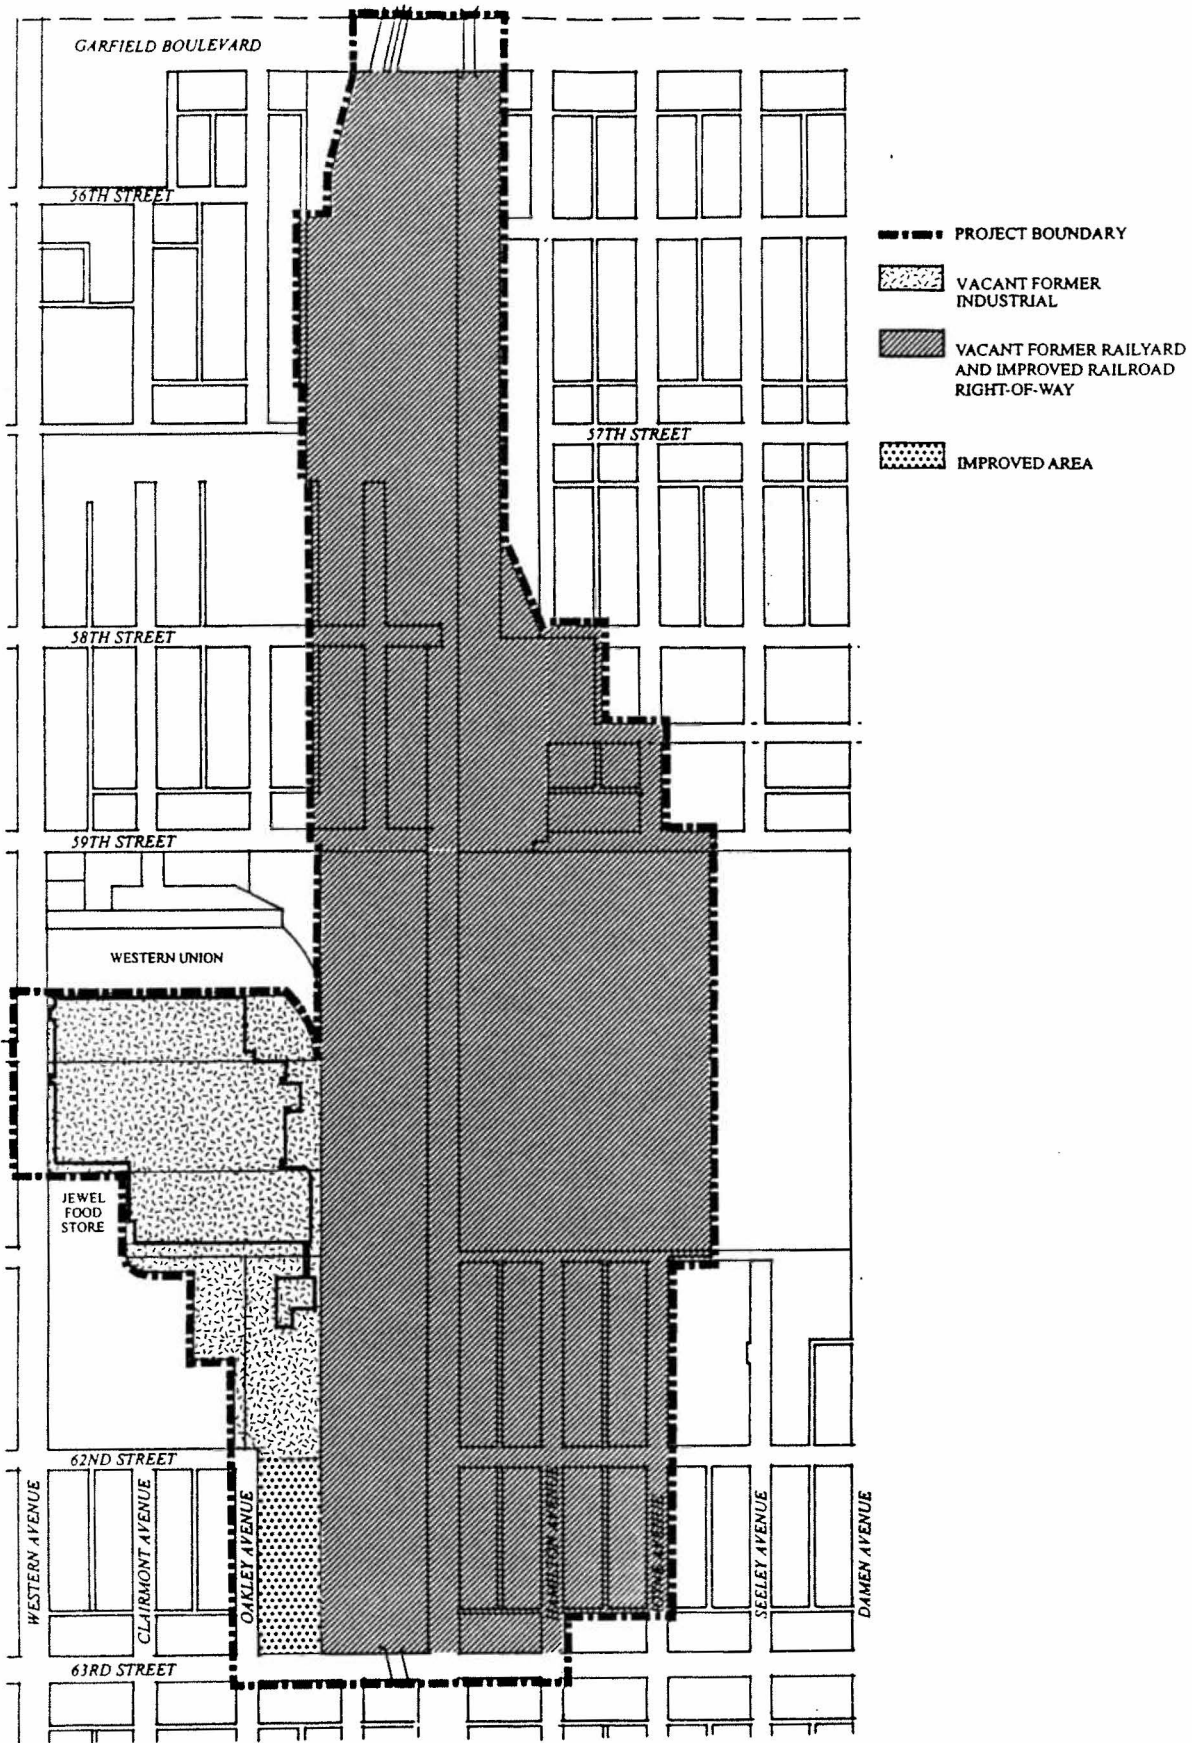 GARFIELD BOULEVARD
56TH STREET
PROJECT BOUNDARY
VACANT FORMER
INDUSTRIAL
VACANT FORMER RAILYARD
AND IMPROVED RAILROAD
RIGHT-OF-WAY
57TH STREET
IMPROVED AREA
58TH STREET
59TH STREET
WESTERN UNION
JEWEL
FOOD
STORE
62ND STREET
WESTERN AVENUE
CLAIRMONT AVENUE
OAKLEY AVENUE
HAMILTON AVENUE
AVENUE
SEELEY AVENUE
DAMEN AVENUE
63RD STREET